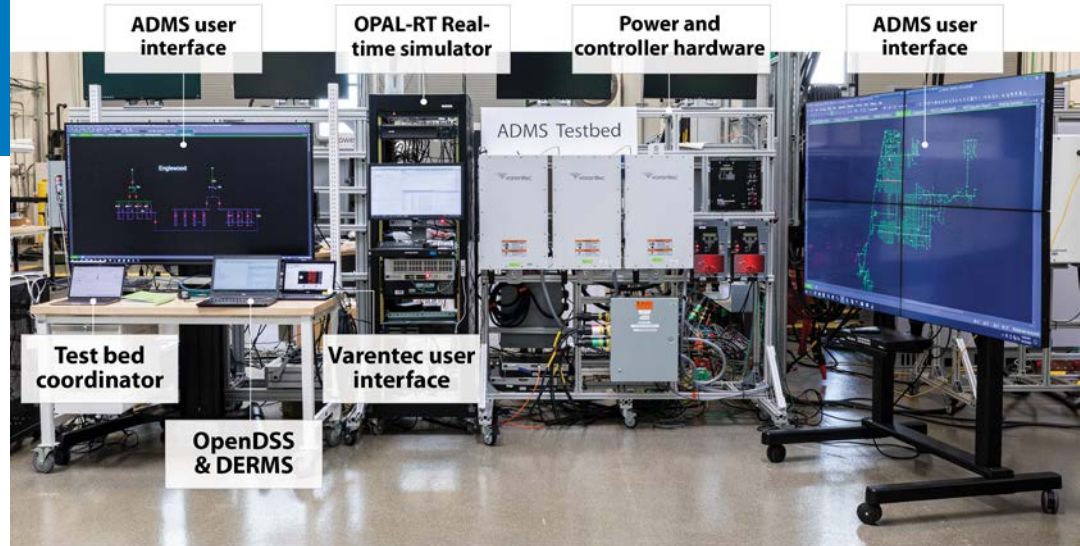 ADMS user
interface
OPAL-RT Real-
time simulator
Power and
controller hardware
ADMS user
interface
ADMS Testbed
Englewood
varentec
varentec
varentec
Test bed
coordinator
Varentec user
interface
OpenDSS
& DERMS